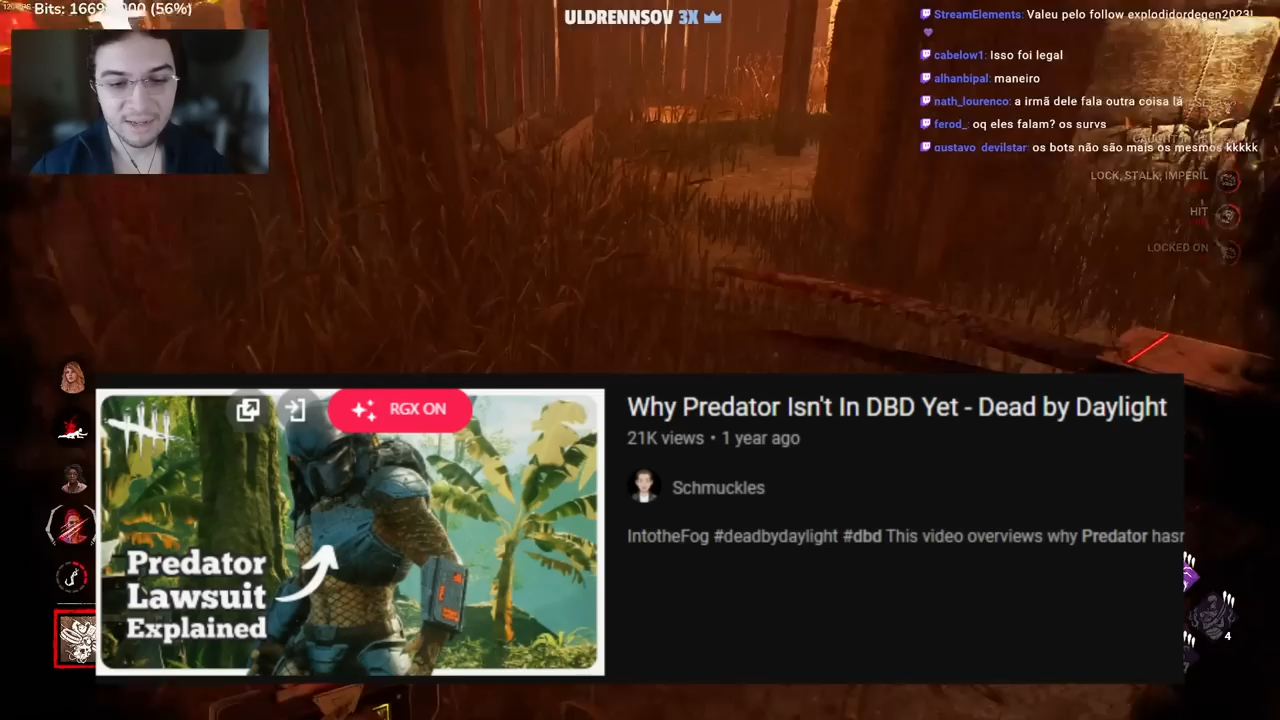 Bits: 1669
000 (56%)
ULDRENNSOV 3X
StreamElements: Valeu pelo follow explodidordegen2023!
cabelow1: Isso foi legal
alhanbipal: maneiro
nath_lourenco: a irmã dele fala outra coisa lá
ferod_: oq eles falam? os survs
gustavo_devilstar: os bots não são mais os mesmos kkkkk
LOCK, STALK, IMPERIL
HIT
LOCKED ON
RGX ON
Predator
Lawsuit
Explained
Why Predator Isn't In DBD Yet - Dead by Daylight
21K views • 1 year ago
Schmuckles
IntotheFog #deadbydaylight #dbd This video overviews why Predator hasn
4